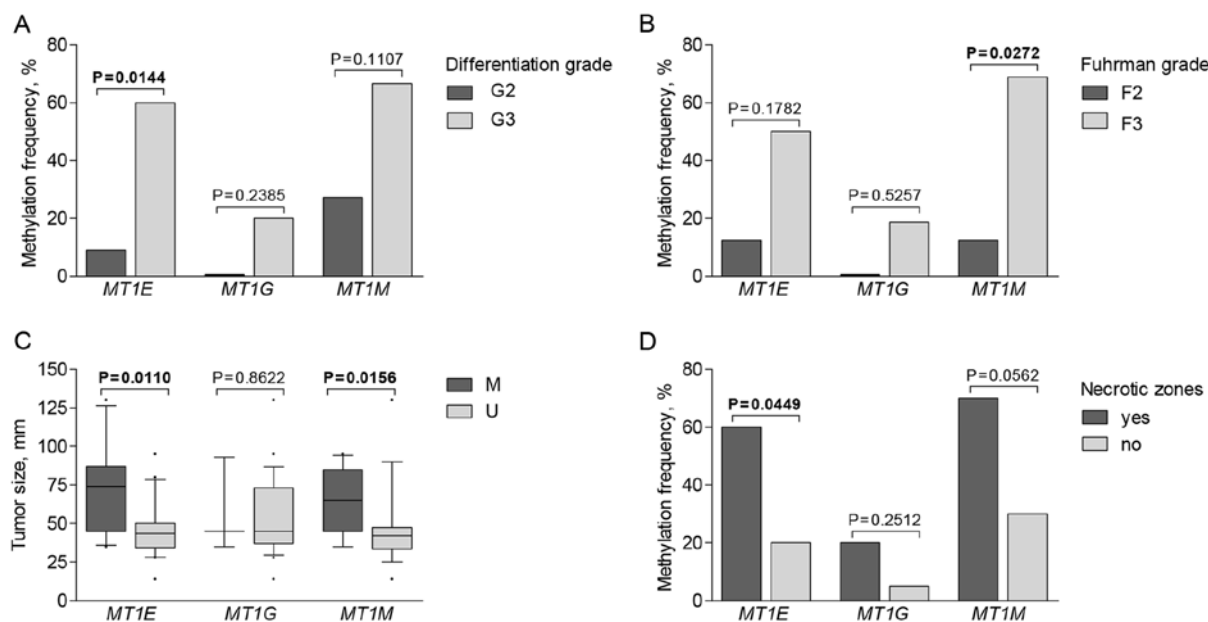 A
Methylation frequency, %
80
60
40
20
0
P=0.0144
P=0.2385
P=0.1107
MT1E
MT1G
MT1M
Differentiation grade
G2
G3
B
Methylation frequency, %
80
60
40
20
0
P=0.1782
P=0.5257
P=0.0272
MT1E
MT1G
MT1M
Fuhrman grade
F2
F3
C
Tumor size, mm
150
125
100
75
50
25
0
P=0.0110
P=0.8622
P=0.0156
MT1E
MT1G
MT1M
M
U
D
Methylation frequency, %
80
60
40
20
0
P=0.0449
P=0.2512
P=0.0562
MT1E
MT1G
MT1M
Necrotic zones
yes
no